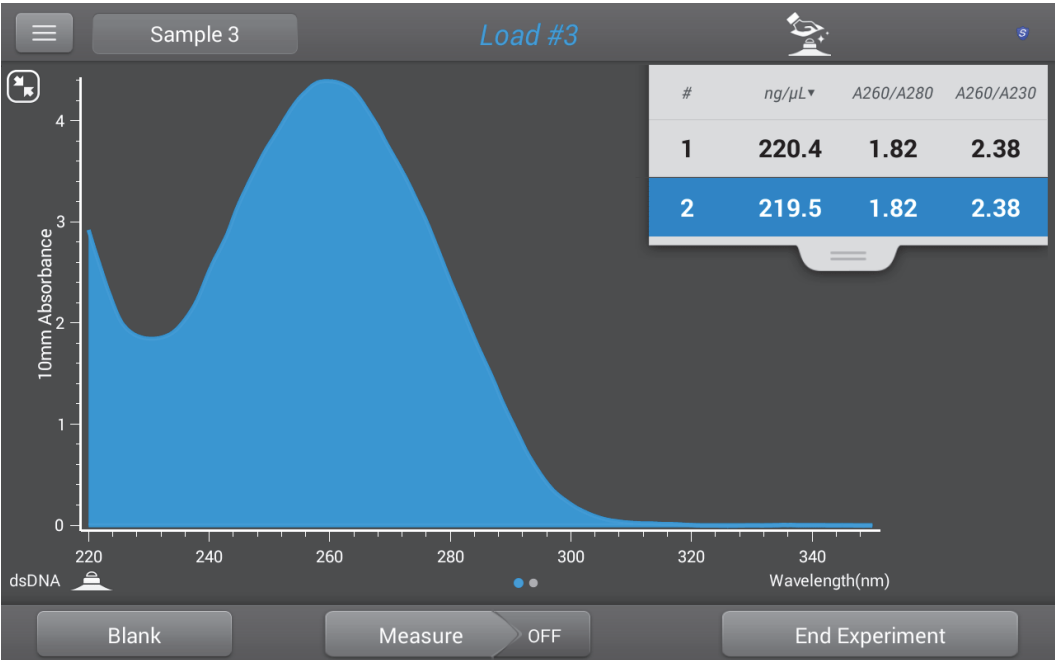 Sample 3
Load #3
S
# ng/µL▾ A260/A280 A260/A230
1 220.4 1.82 2.38
2 219.5 1.82 2.38
10mm Absorbance
4
3
2
1
0
220 240 260 280 300 320 340
dsDNA
Wavelength(nm)
Blank
Measure
OFF
End Experiment